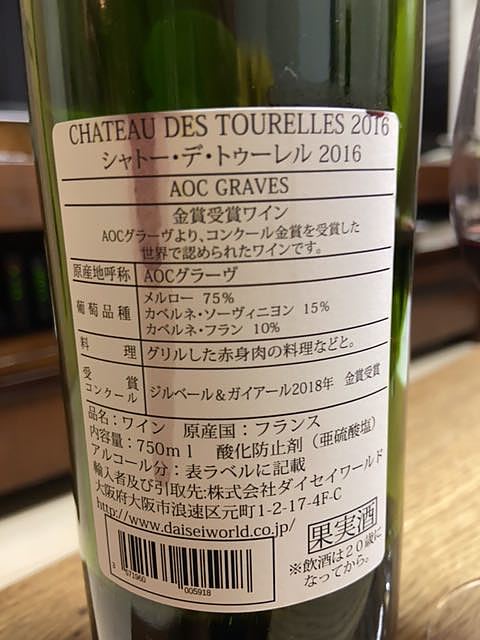 CHATEAU DES TOURELLES 2016
シャトー・デ・トゥーレル 2016
AOC GRAVES
金賞受賞ワイン
AOCグラーヴより、コンクール金賞を受賞した
世界で認められたワインです。
原産地呼称 AOCグラーヴ
葡萄品種 メルロー 75%
カベルネ・ソーヴィニヨン 15%
カベルネ・フラン 10%
料理 グリルした赤身肉の料理などと。
受賞
コンクール ジルベール＆ガイアール2018年 金賞受賞
品名：ワイン 原産国：フランス
内容量：750ml 酸化防止剤（亜硫酸塩）
アルコール分：表ラベルに記載
輸入者及び引取先:株式会社ダイセイワールド
大阪府大阪市浪速区元町1-2-17-4F-C
http://www.daiseiworld.co.jp/
果実酒
※飲酒は20歳に
なってから。
3 571960 005918